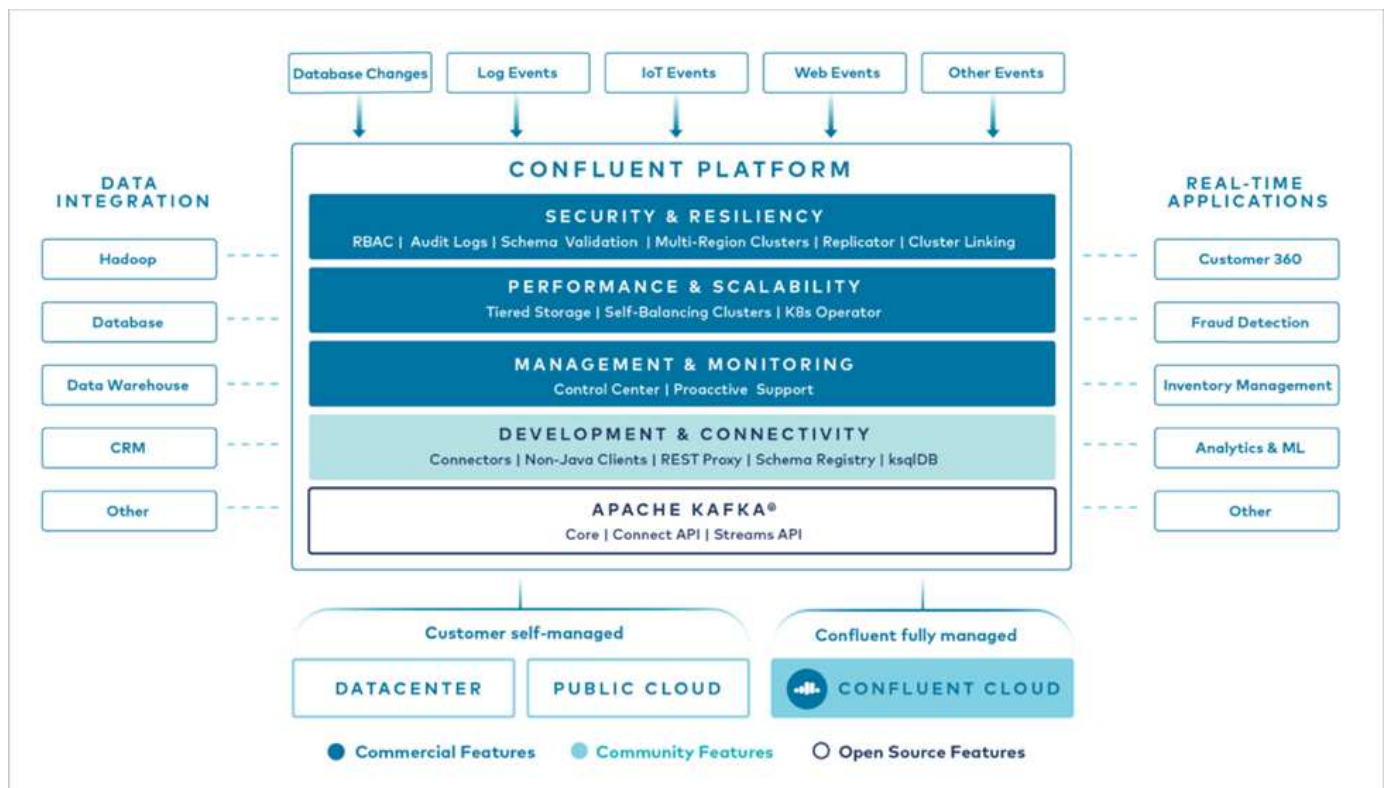 Database Changes
Log Events
IoT Events
Web Events
Other Events
CONFLUENT PLATFORM
DATA
INTEGRATION
Hadoop
Database
Data Warehouse
CRM
Other
SECURITY & RESILIENCY
RBAC | Audit Logs | Schema Validation | Multi-Region Clusters | Replicator | Cluster Linking
PERFORMANCE & SCALABILITY
Tiered Storage | Self-Balancing Clusters | K8s Operator
MANAGEMENT & MONITORING
Control Center | Proacctive Support
DEVELOPMENT & CONNECTIVITY
Connectors | Non-Java Clients | REST Proxy | Schema Registry | ksqlDB
APACHE KAFKA®
Core | Connect API | Streams API
REAL-TIME
APPLICATIONS
Customer 360
Fraud Detection
Inventory Management
Analytics & ML
Other
Customer self-managed
Confluent fully managed
DATACENTER
PUBLIC CLOUD
CONFLUENT CLOUD
Commercial Features
Community Features
Open Source Features